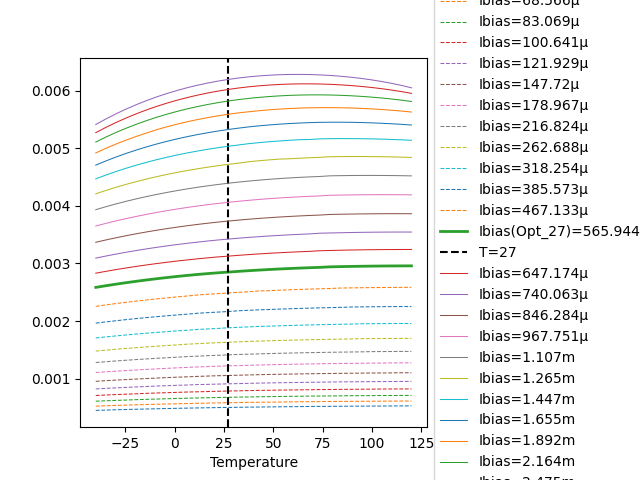 0.006
0.005
0.004
0.003
0.002
0.001
−25
0
25
50
75
100
125
Temperature
Ibias=68.566μ
Ibias=83.069μ
Ibias=100.641μ
Ibias=121.929μ
Ibias=147.72μ
Ibias=178.967μ
Ibias=216.824μ
Ibias=262.688μ
Ibias=318.254μ
Ibias=385.573μ
Ibias=467.133μ
Ibias(Opt_27)=565.944
T=27
Ibias=647.174μ
Ibias=740.063μ
Ibias=846.284μ
Ibias=967.751μ
Ibias=1.107m
Ibias=1.265m
Ibias=1.447m
Ibias=1.655m
Ibias=1.892m
Ibias=2.164m